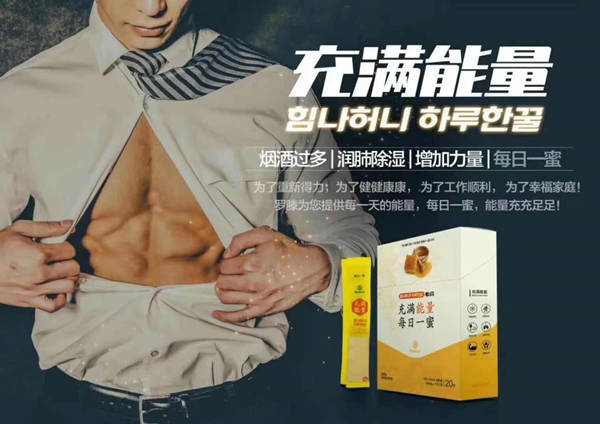 充满能量
힘나허니 하루한꿀
烟酒过多|润肺除湿|增加力量|每日一蜜
为了重新得力;为了健健康康,为了工作顺利,为了幸福家庭!
罗滕为您提供每一天的能量,每日一蜜,能量充充足足!
充满能量
每日一蜜